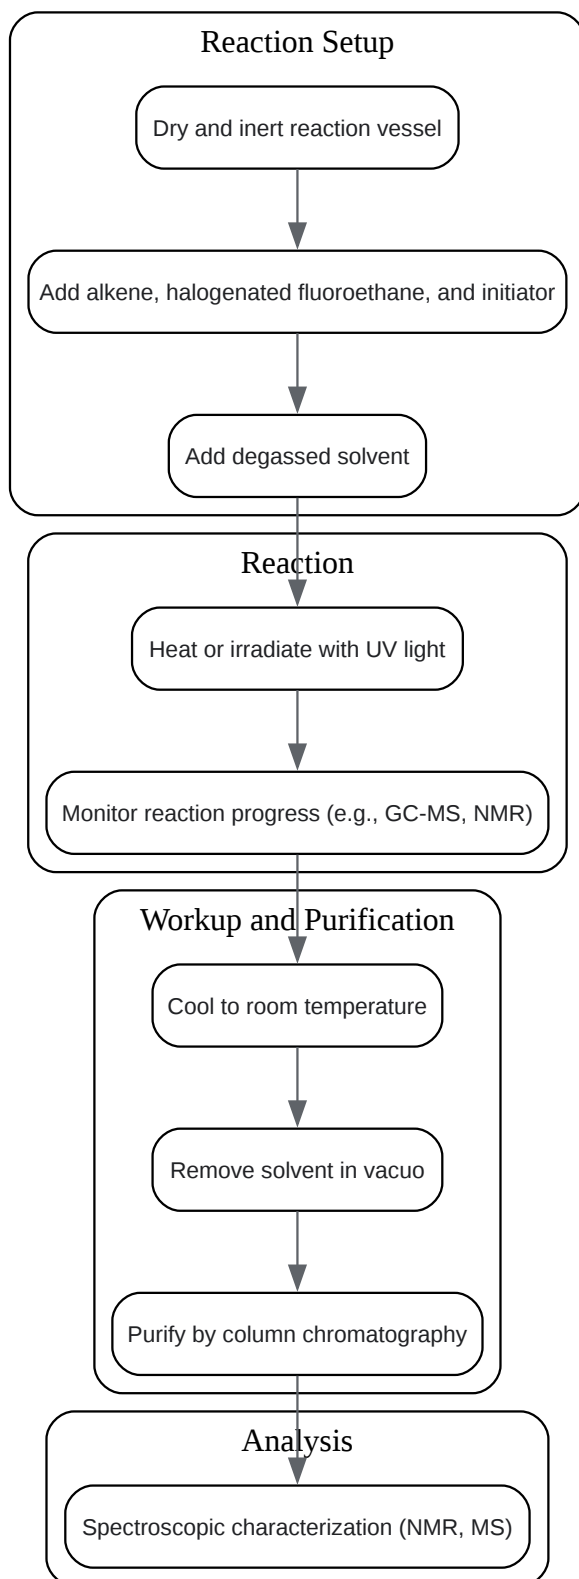 Reaction Setup
Dry and inert reaction vessel
Add alkene, halogenated fluoroethane, and initiator
Add degassed solvent
Reaction
Heat or irradiate with UV light
Monitor reaction progress (e.g., GC-MS, NMR)
Workup and Purification
Cool to room temperature
Remove solvent in vacuo
Purify by column chromatography
Analysis
Spectroscopic characterization (NMR, MS)